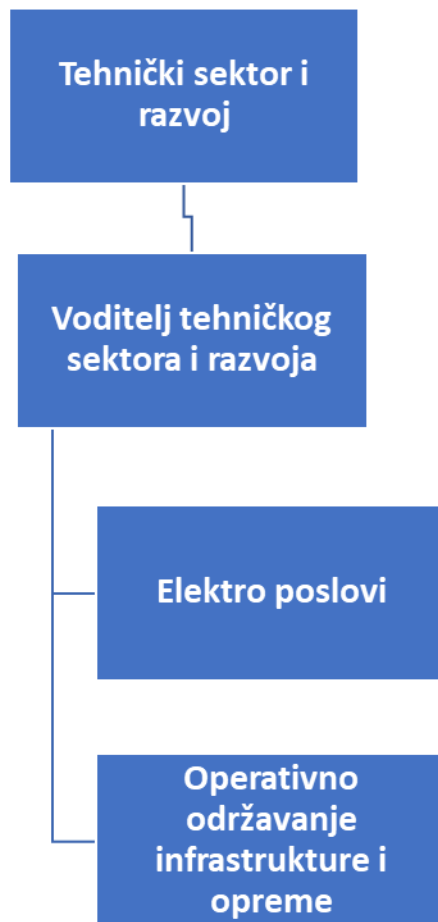 Tehnički sektor i
razvoj
Voditelj tehničkog
sektora i razvoja
Elektro poslovi
Operativno
održavanje
infrastrukture i
opreme